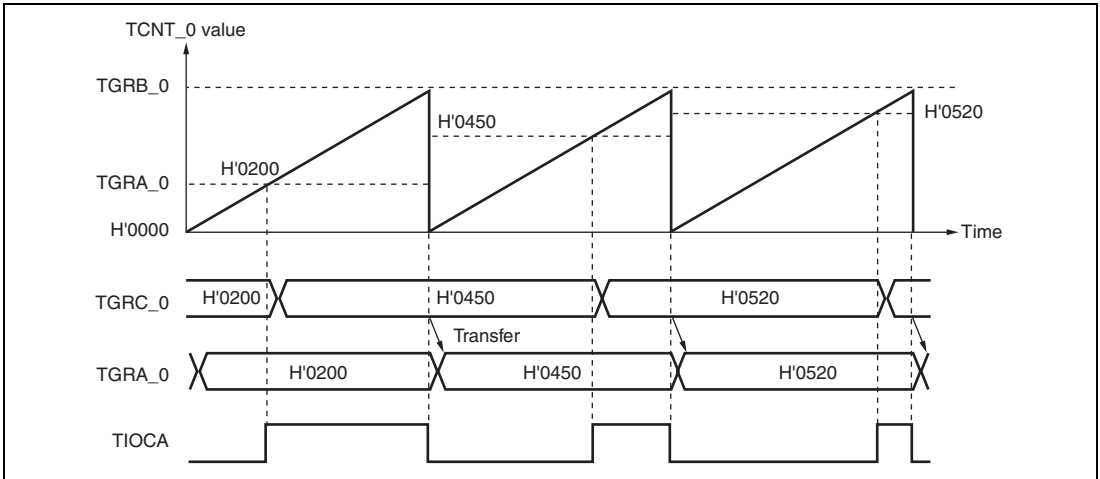 TCNT_0 value
TGRB_0
H'0520
H'0450
H'0200
TGRA_0
H'0000
Time
TGRC_0 H'0200 H'0450 H'0520
Transfer
TGRA_0 H'0200 H'0450 H'0520
TIOCA